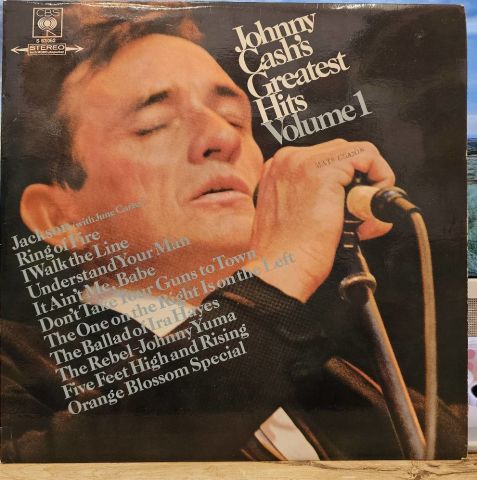 CBS
S 63062
STEREO
Johnny
Cash's
Greatest
Hits
Volume 1
Jackson (with June Carter)
Ring of Fire
I Walk the Line
Understand Your Man
It Ain't Me, Babe
Don't Take Your Guns to Town
The One on the Right Is on the Left
The Ballad of Ira Hayes
The Rebel-Johnny Yuma
Five Feet High and Rising
Orange Blossom Special